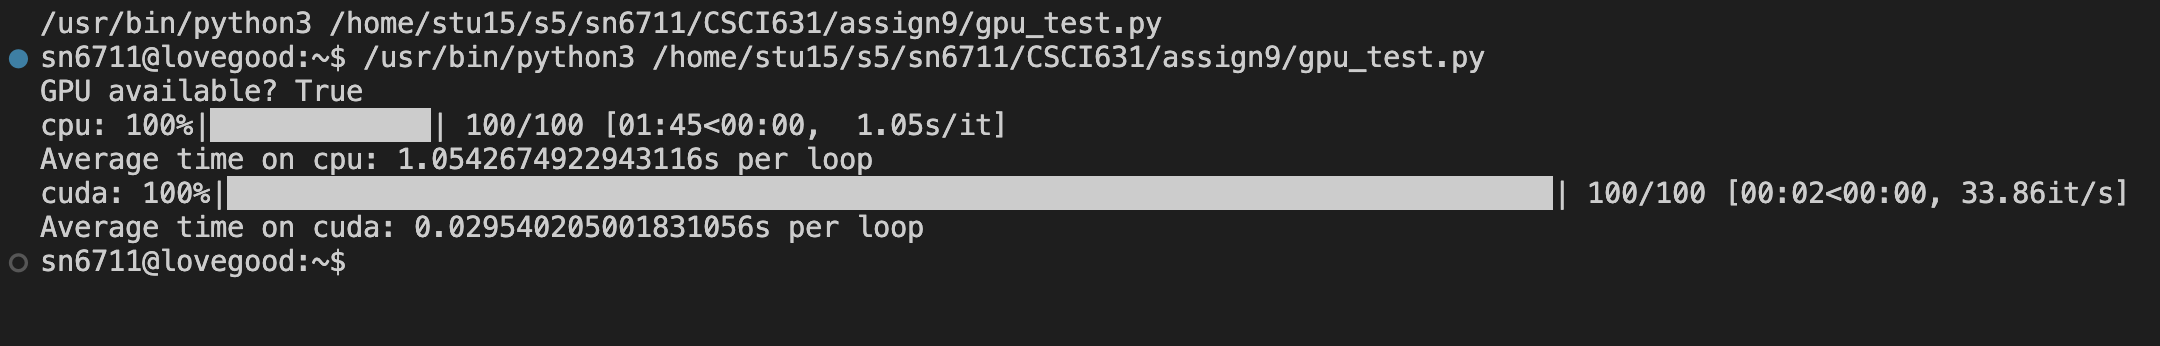 /usr/bin/python3 /home/stu15/s5/sn6711/CSCI631/assign9/gpu_test.py
sn6711@lovegood:~$ /usr/bin/python3 /home/stu15/s5/sn6711/CSCI631/assign9/gpu_test.py
GPU available? True
cpu: 100%|█████████████| 100/100 [01:45<00:00,  1.05s/it]
Average time on cpu: 1.0542674922943116s per loop
cuda: 100%|██████████████████████████████████████████████████████████████████████████████| 100/100 [00:02<00:00, 33.86it/s]
Average time on cuda: 0.029540205001831056s per loop
sn6711@lovegood:~$